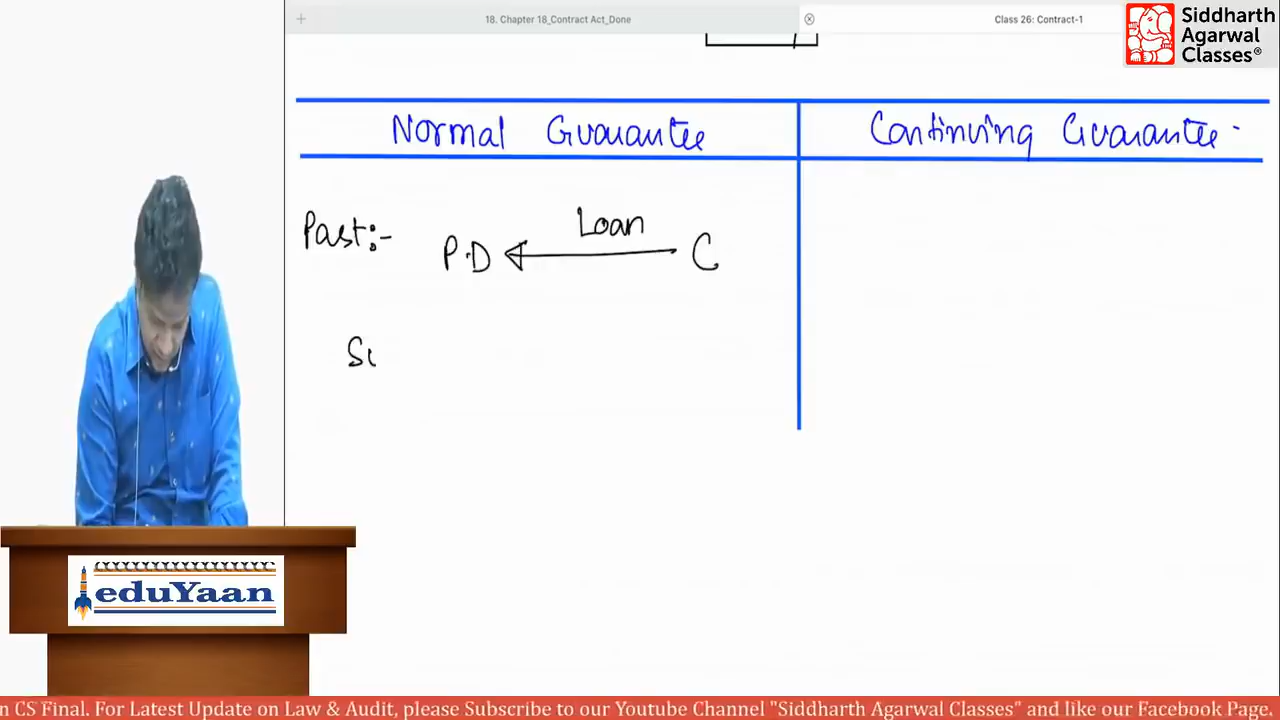 18. Chapter 18_Contract Act_Done
Class 26: Contract-1
Siddharth
Agarwal
Classes®
Normal Guarantee
Continuing Guarantee
Past:-
P.D
Loan
C
Su
eduYaan
n CS Final. For Latest Update on Law & Audit, please Subscribe to our Youtube Channel "Siddharth Agarwal Classes" and like our Facebook Page.